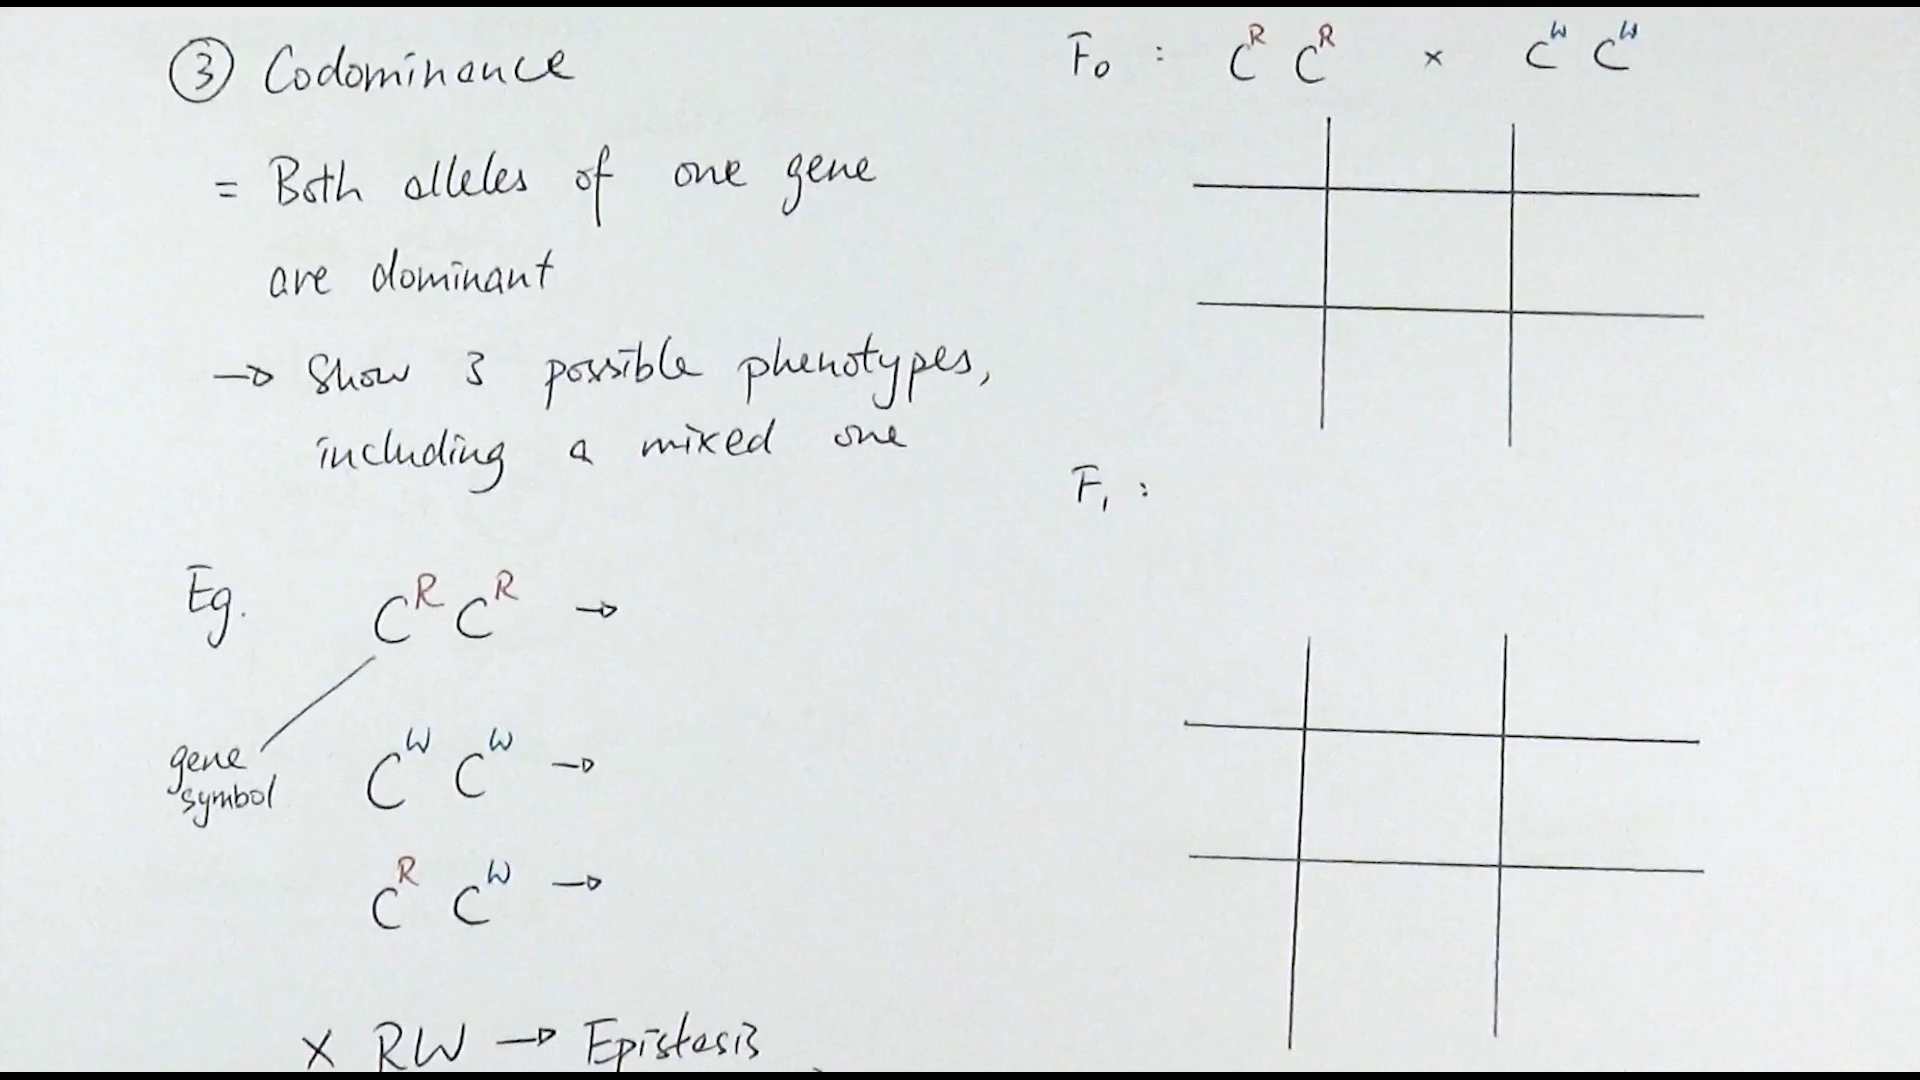 ③ Codominance
= Both alleles of one gene
are dominant
→ Show 3 possible phenotypes,
including a mixed one
Eg. C^R C^R →
gene
symbol
C^W C^W →
C^R C^W →
× RW → Epistasis
F₀ : C^R C^R × C^W C^W
F₁ :